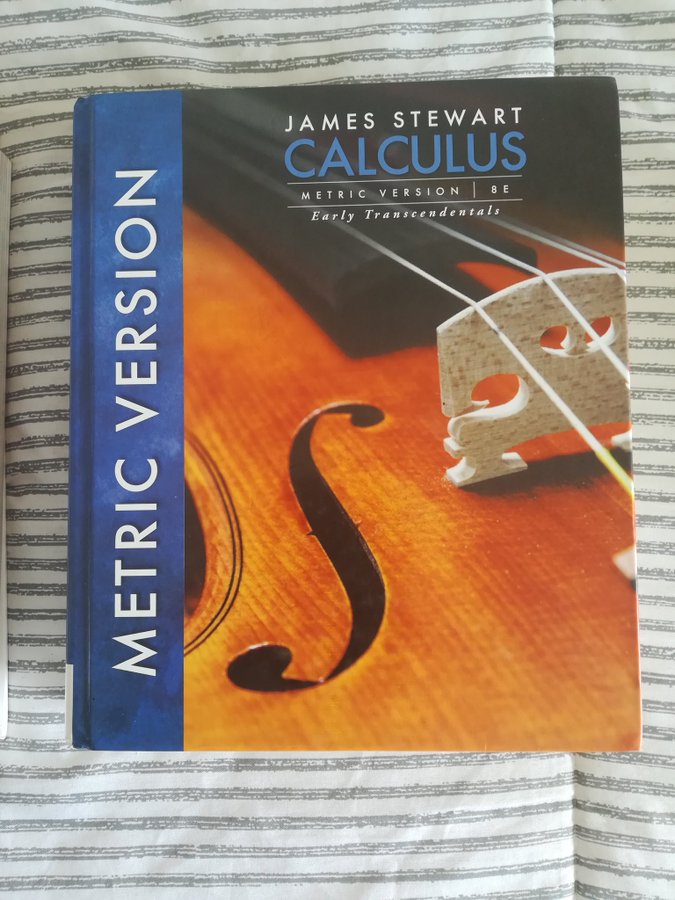 METRIC VERSION
JAMES STEWART
CALCULUS
METRIC VERSION | 8E
Early Transcendentals